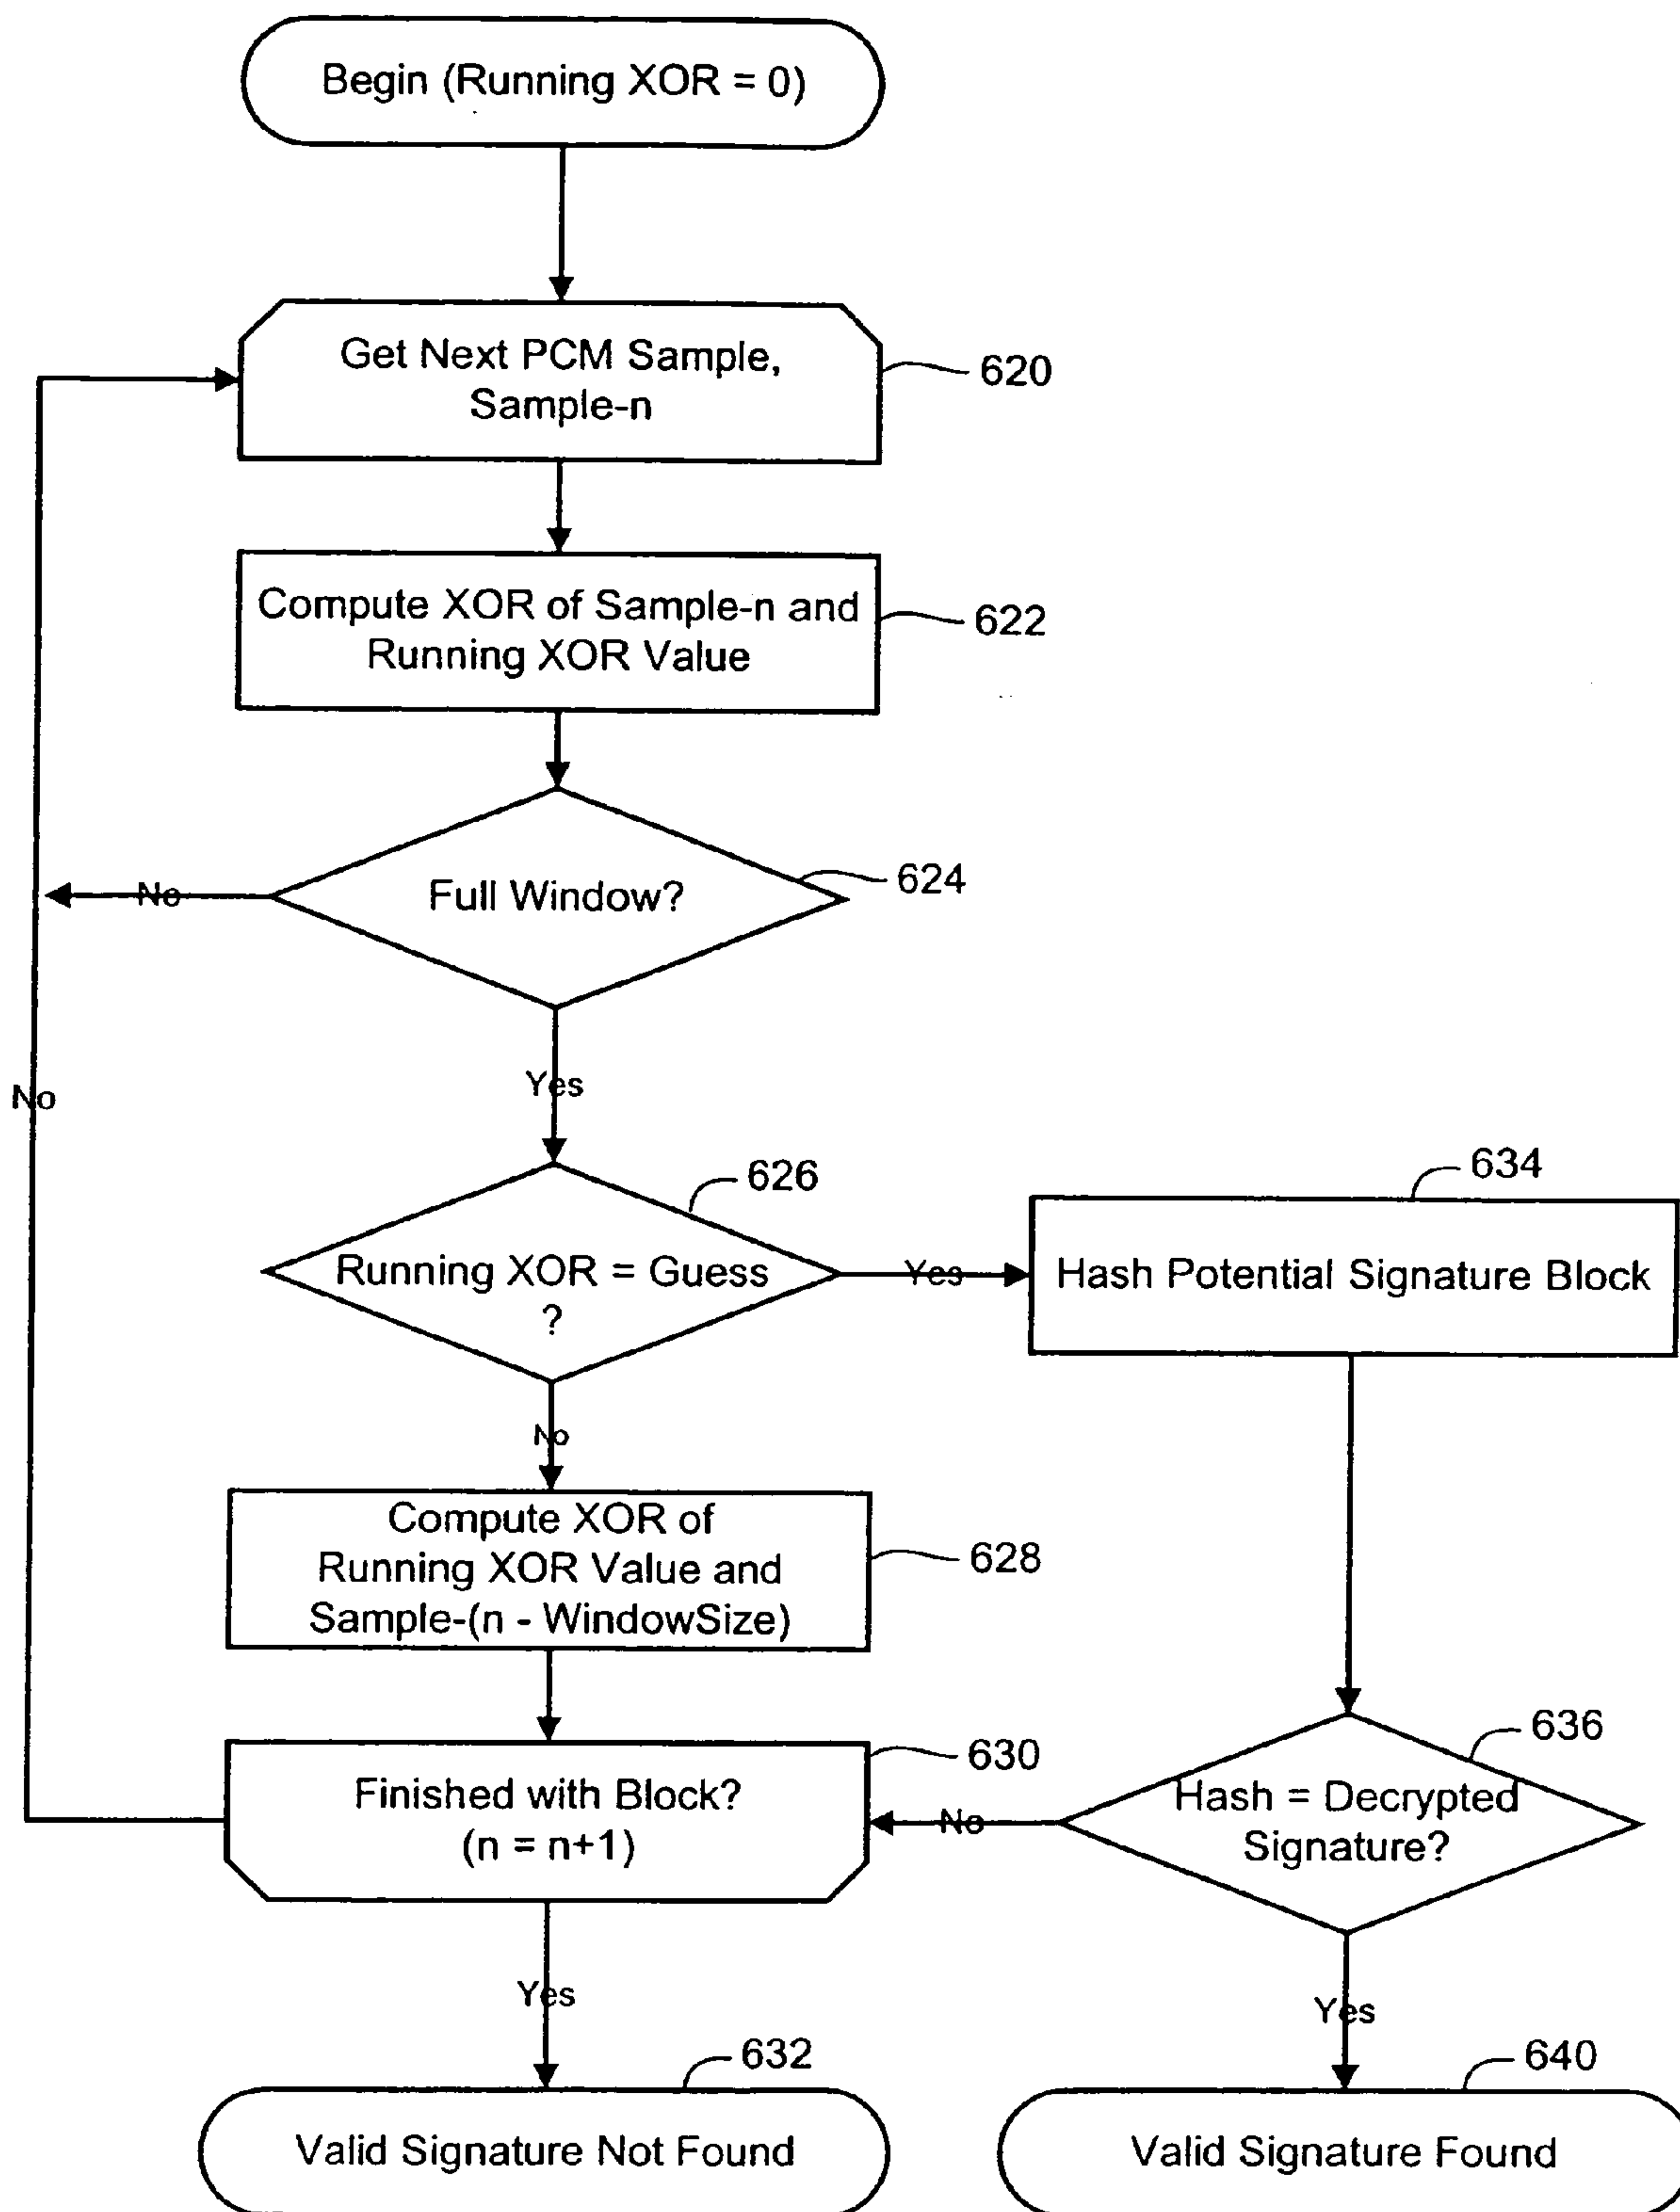 Begin (Running XOR = 0)
Get Next PCM Sample,
Sample-n
620
Compute XOR of Sample-n and
Running XOR Value
622
Full Window?
624
No
Yes
No
626
Running XOR = Guess
?
Yes
634
Hash Potential Signature Block
No
Compute XOR of
Running XOR Value and
Sample-(n - WindowSize)
628
Finished with Block?
(n = n+1)
630
No
636
Hash = Decrypted
Signature?
Yes
Yes
632
Valid Signature Not Found
640
Valid Signature Found